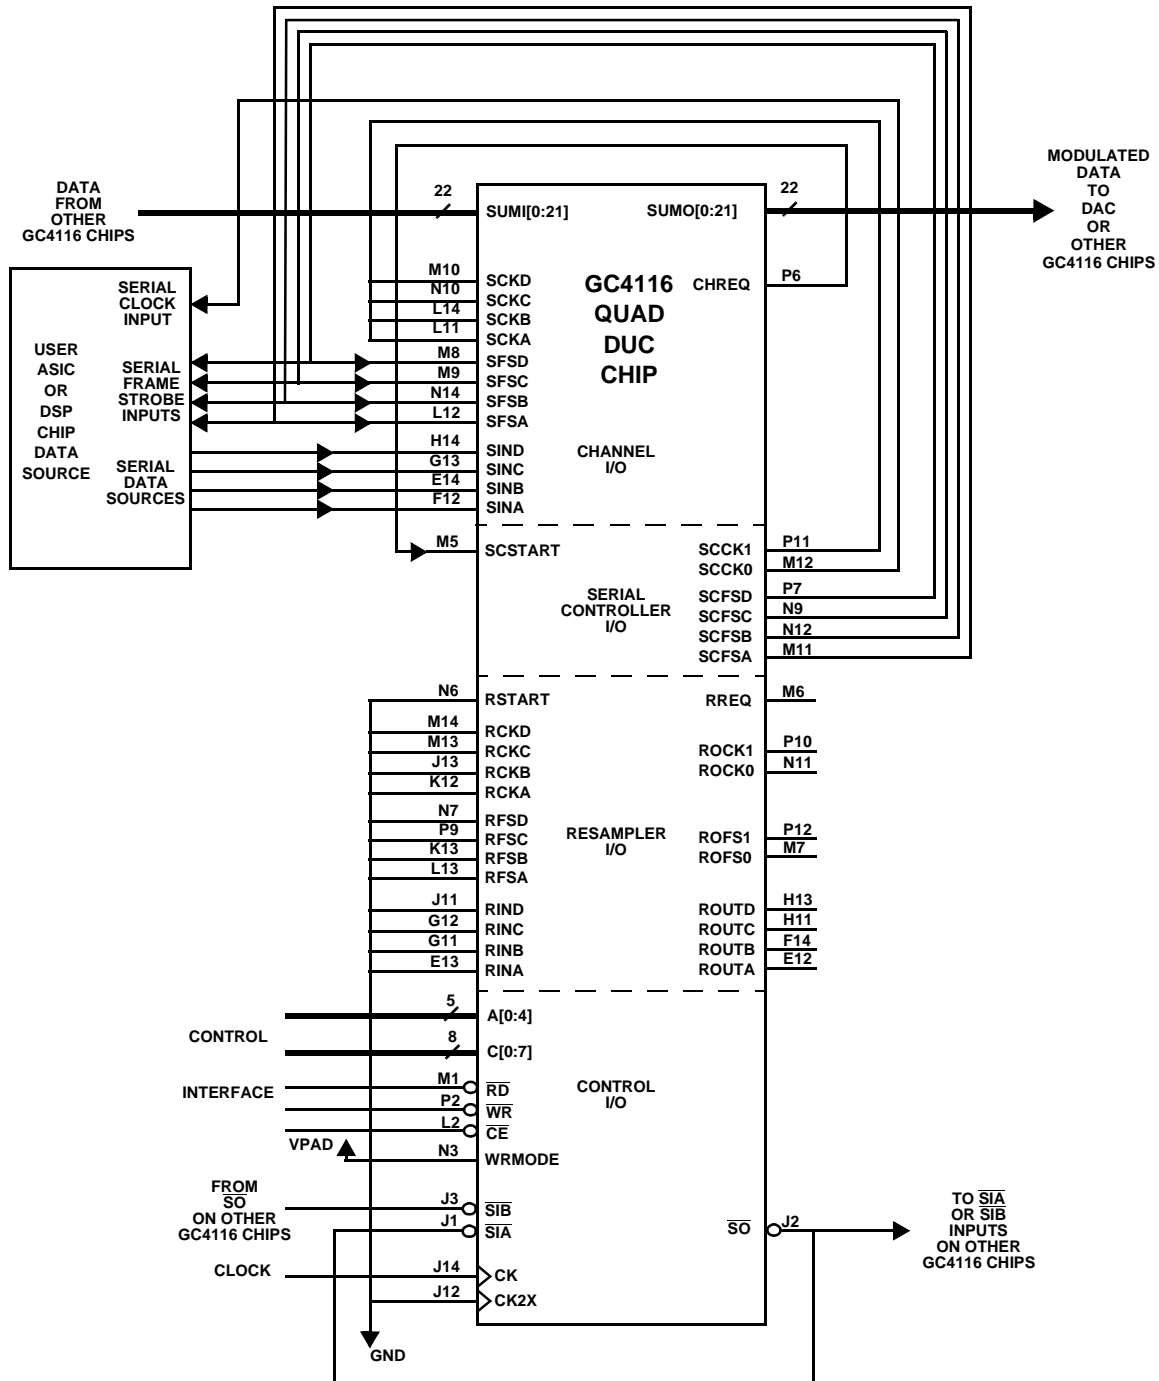 DATA
FROM
OTHER
GC4116 CHIPS
22
SUMI[0:21]
SUMO[0:21]
22
MODULATED
DATA
TO
DAC
OR
OTHER
GC4116 CHIPS
GC4116
QUAD
DUC
CHIP
CHREQ
P6
SERIAL
CLOCK
INPUT
USER
ASIC
OR
DSP
CHIP
DATA
SOURCE
SERIAL
FRAME
STROBE
INPUTS
SERIAL
DATA
SOURCES
M10 SCKD
N10 SCKC
L14 SCKB
L11 SCKA
M8 SFSD
M9 SFSC
N14 SFSB
L12 SFSA
H14 SIND
G13 SINC
E14 SINB
F12 SINA
CHANNEL
I/O
M5 SCSTART
SERIAL
CONTROLLER
I/O
SCCK1 P11
SCCK0 M12
SCFSD P7
SCFSC N9
SCFSB N12
SCFSA M11
N6 RSTART
M14 RCKD
M13 RCKC
J13 RCKB
K12 RCKA
N7 RFSD
P9 RFSC
K13 RFSB
L13 RFSA
J11 RIND
G12 RINC
G11 RINB
E13 RINA
RESAMPLER
I/O
RREQ M6
ROCK1 P10
ROCK0 N11
ROFS1 P12
ROFS0 M7
ROUTD H13
ROUTC H11
ROUTB F14
ROUTA E12
CONTROL
INTERFACE
5 A[0:4]
8 C[0:7]
M1 RD
P2 WR
L2 CE
VPAD
N3 WRMODE
CONTROL
I/O
FROM
SO
ON OTHER
GC4116 CHIPS
J3 SIB
J1 SIA
SO J2
TO SIA
OR SIB
INPUTS
ON OTHER
GC4116 CHIPS
CLOCK
J14 CK
J12 CK2X
GND